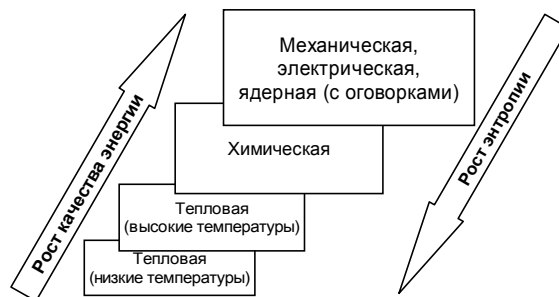 Механическая,
электрическая,
ядерная (с оговорками)
Химическая
Тепловая
(высокие температуры)
Тепловая
(низкие температуры)
Рост качества энергии
Рост энтропии